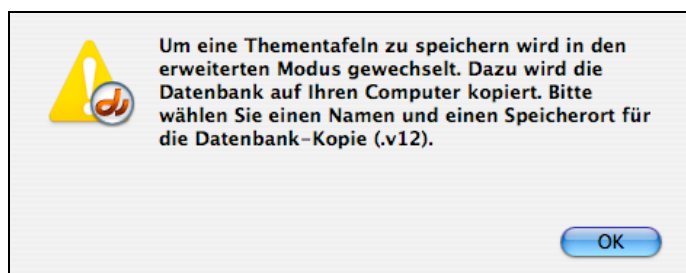 Um eine Thementafeln zu speichern wird in den
erweiterten Modus gewechselt. Dazu wird die
Datenbank auf Ihren Computer kopiert. Bitte
wählen Sie einen Namen und einen Speicherort für
die Datenbank-Kopie (.v12).
OK